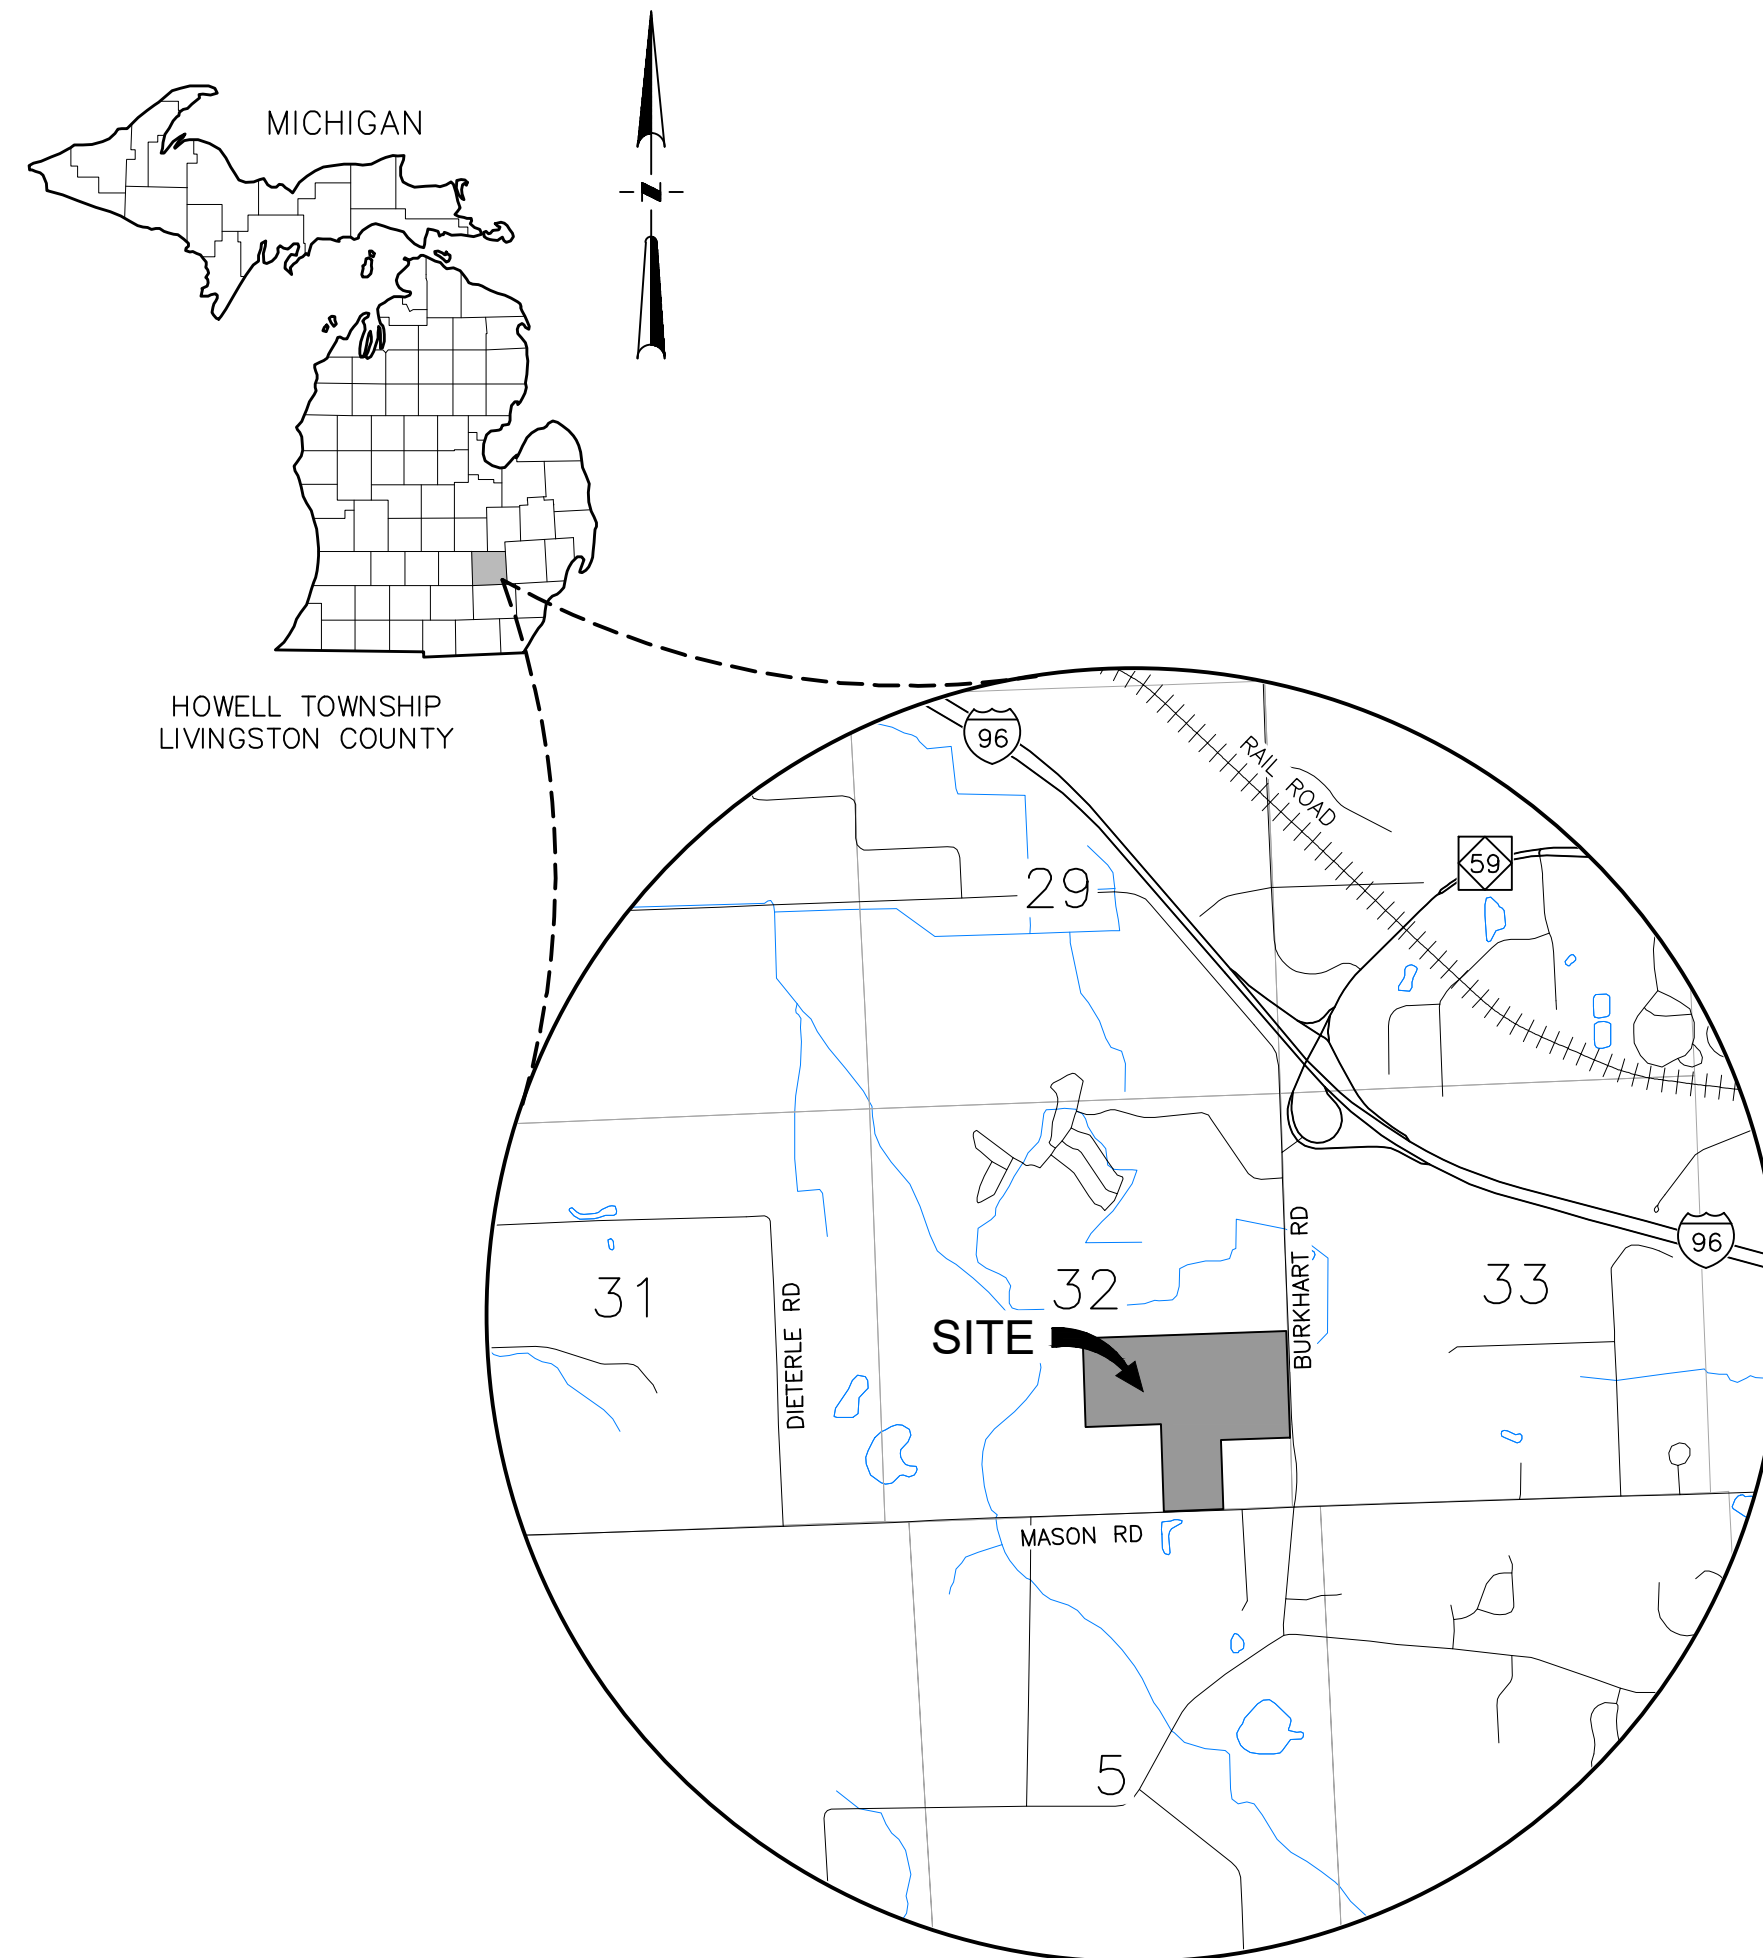 MICHIGAN
N
HOWELL TOWNSHIP
LIVINGSTON COUNTY
96
RAIL ROAD
59
29
96
BURKHART RD
31
32
33
DIETERLE RD
SITE
MASON RD
5